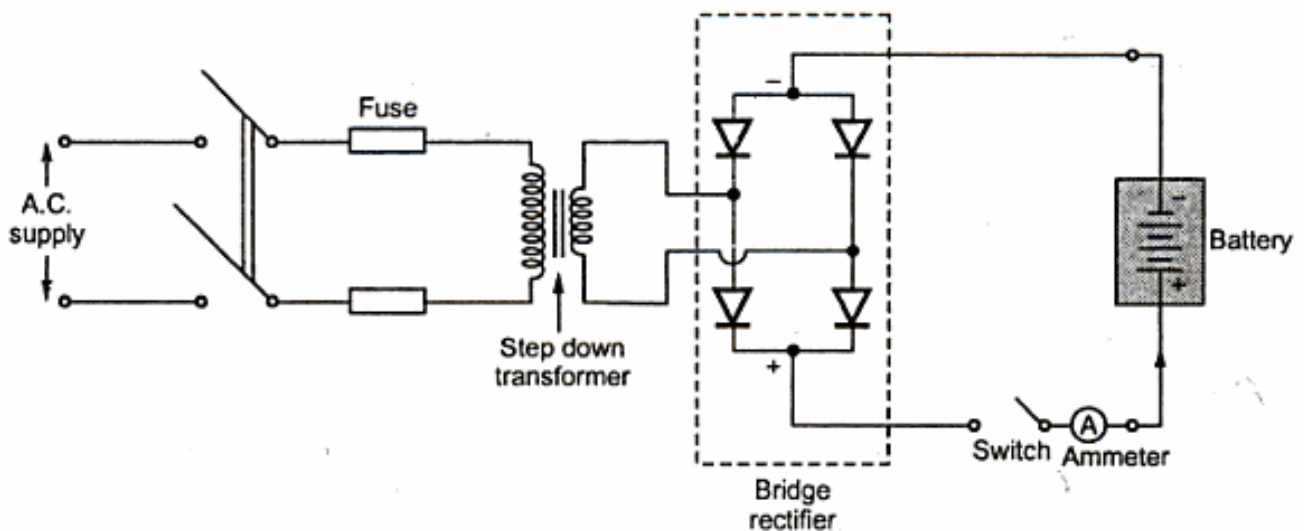 Fuse
A.C.
supply
Step down
transformer
−
+
Bridge
rectifier
−
+
Battery
Switch
A
Ammeter